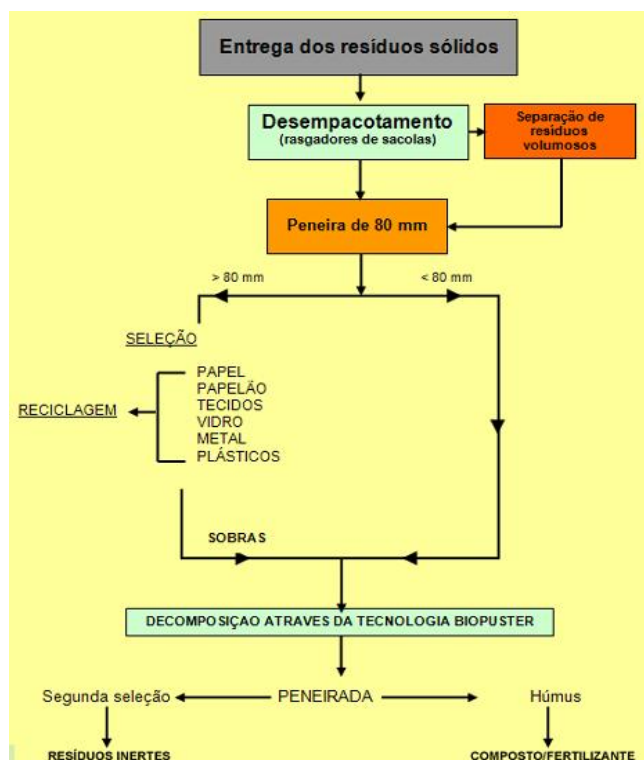 Entrega dos resíduos sólidos
Desempacotamento
(rasgadores de sacolas)
Separação de
resíduos
volumosos
Peneira de 80 mm
> 80 mm
< 80 mm
SELEÇÃO
PAPEL
PAPELÃO
TECIDOS
VIDRO
METAL
PLÁSTICOS
RECICLAGEM
SOBRAS
DECOMPOSIÇAO ATRAVES DA TECNOLOGIA BIOPUSTER
Segunda seleção
PENEIRADA
Húmus
RESÍDUOS INERTES
COMPOSTO/FERTILIZANTE